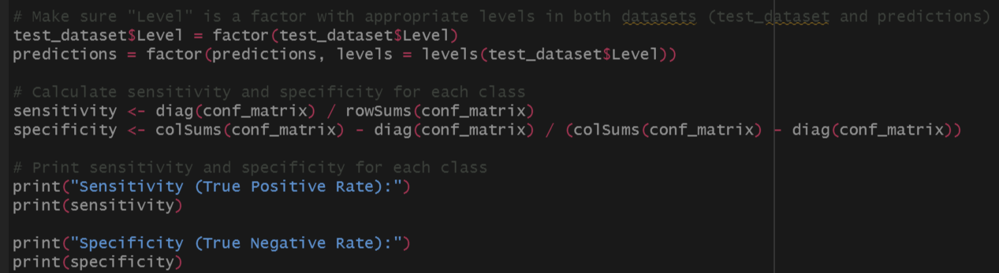 # Make sure "Level" is a factor with appropriate levels in both datasets (test_dataset and predictions)
test_dataset$Level = factor(test_dataset$Level)
predictions = factor(predictions, levels = levels(test_dataset$Level))
# Calculate sensitivity and specificity for each class
sensitivity <- diag(conf_matrix) / rowSums(conf_matrix)
specificity <- colSums(conf_matrix) - diag(conf_matrix) / (colSums(conf_matrix) - diag(conf_matrix))
# Print sensitivity and specificity for each class
print("Sensitivity (True Positive Rate):")
print(sensitivity)
print("Specificity (True Negative Rate):")
print(specificity)